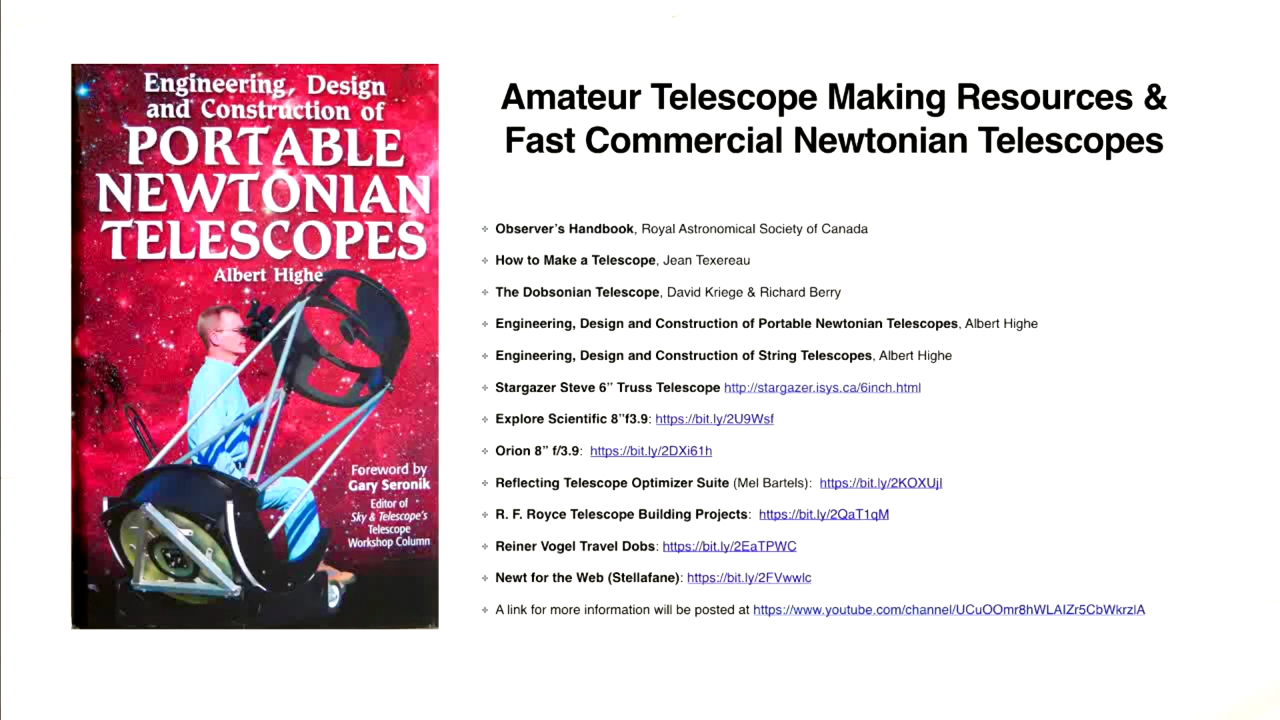 Engineering, Design
and Construction of
PORTABLE
NEWTONIAN
TELESCOPES
Albert Highe
Foreword by
Gary Seronik
Editor of
Sky & Telescope's
Telescope
Workshop Column
Amateur Telescope Making Resources &
Fast Commercial Newtonian Telescopes
Observer's Handbook, Royal Astronomical Society of Canada
How to Make a Telescope, Jean Texereau
The Dobsonian Telescope, David Kriege & Richard Berry
Engineering, Design and Construction of Portable Newtonian Telescopes, Albert Highe
Engineering, Design and Construction of String Telescopes, Albert Highe
Stargazer Steve 6" Truss Telescope http://stargazer.isys.ca/6inch.html
Explore Scientific 8"f3.9: https://bit.ly/2U9Wsf
Orion 8" f/3.9: https://bit.ly/2DXi61h
Reflecting Telescope Optimizer Suite (Mel Bartels): https://bit.ly/2KOXUjI
R. F. Royce Telescope Building Projects: https://bit.ly/2QaT1qM
Reiner Vogel Travel Dobs: https://bit.ly/2EaTPWC
Newt for the Web (Stellafane): https://bit.ly/2FVwwlc
A link for more information will be posted at https://www.youtube.com/channel/UCuOOmr8hWLAIZr5CbWkrzlA